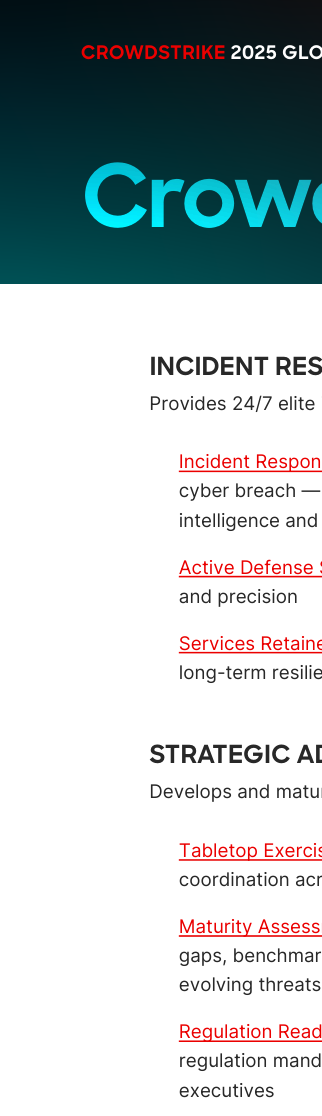 CROWDSTRIKE 2025 GLO
Crowd
INCIDENT RES
Provides 24/7 elite
Incident Respon
cyber breach —
intelligence and
Active Defense S
and precision
Services Retaine
long-term resilie
STRATEGIC AD
Develops and matur
Tabletop Exercis
coordination acr
Maturity Assess
gaps, benchmar
evolving threats
Regulation Read
regulation mand
executives